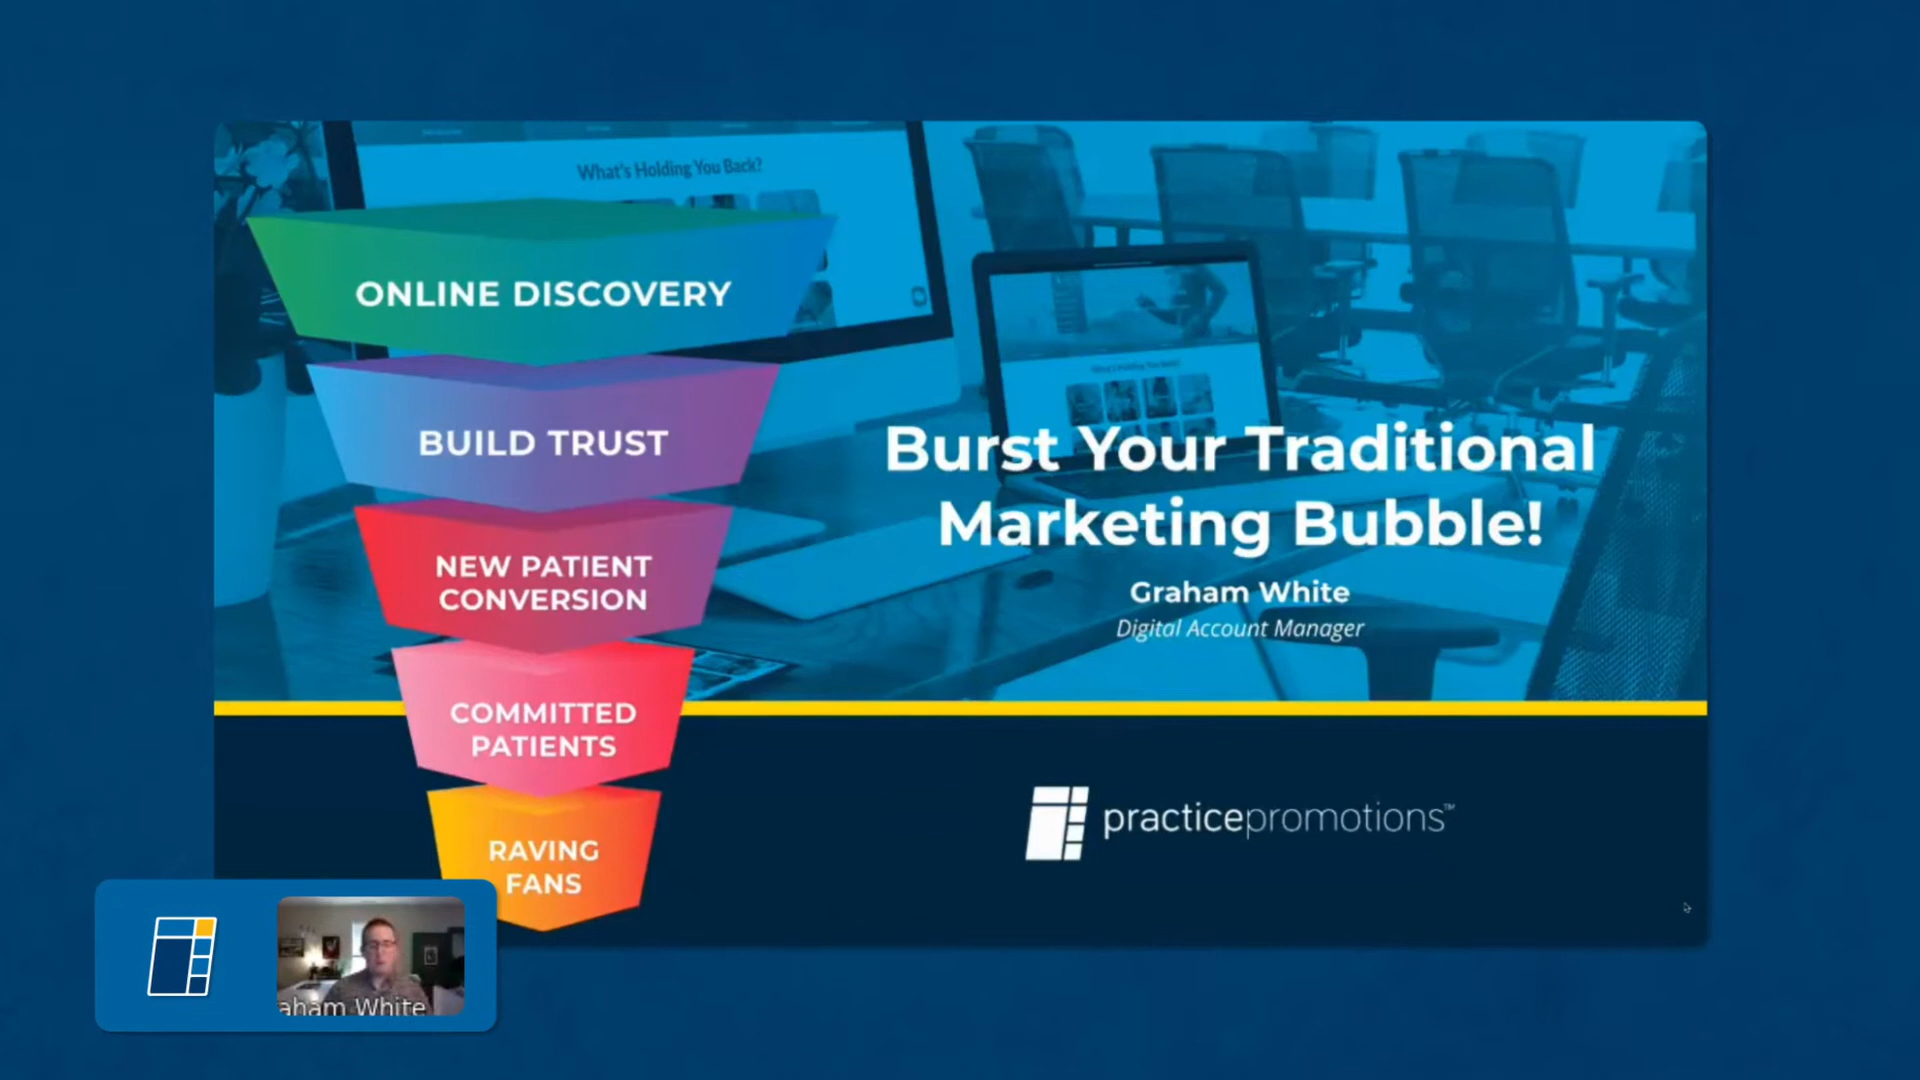 What's Holding You Back?
ONLINE DISCOVERY
BUILD TRUST
NEW PATIENT
CONVERSION
COMMITTED
PATIENTS
RAVING
FANS
Burst Your Traditional
Marketing Bubble!
Graham White
Digital Account Manager
practicepromotions™
aham White